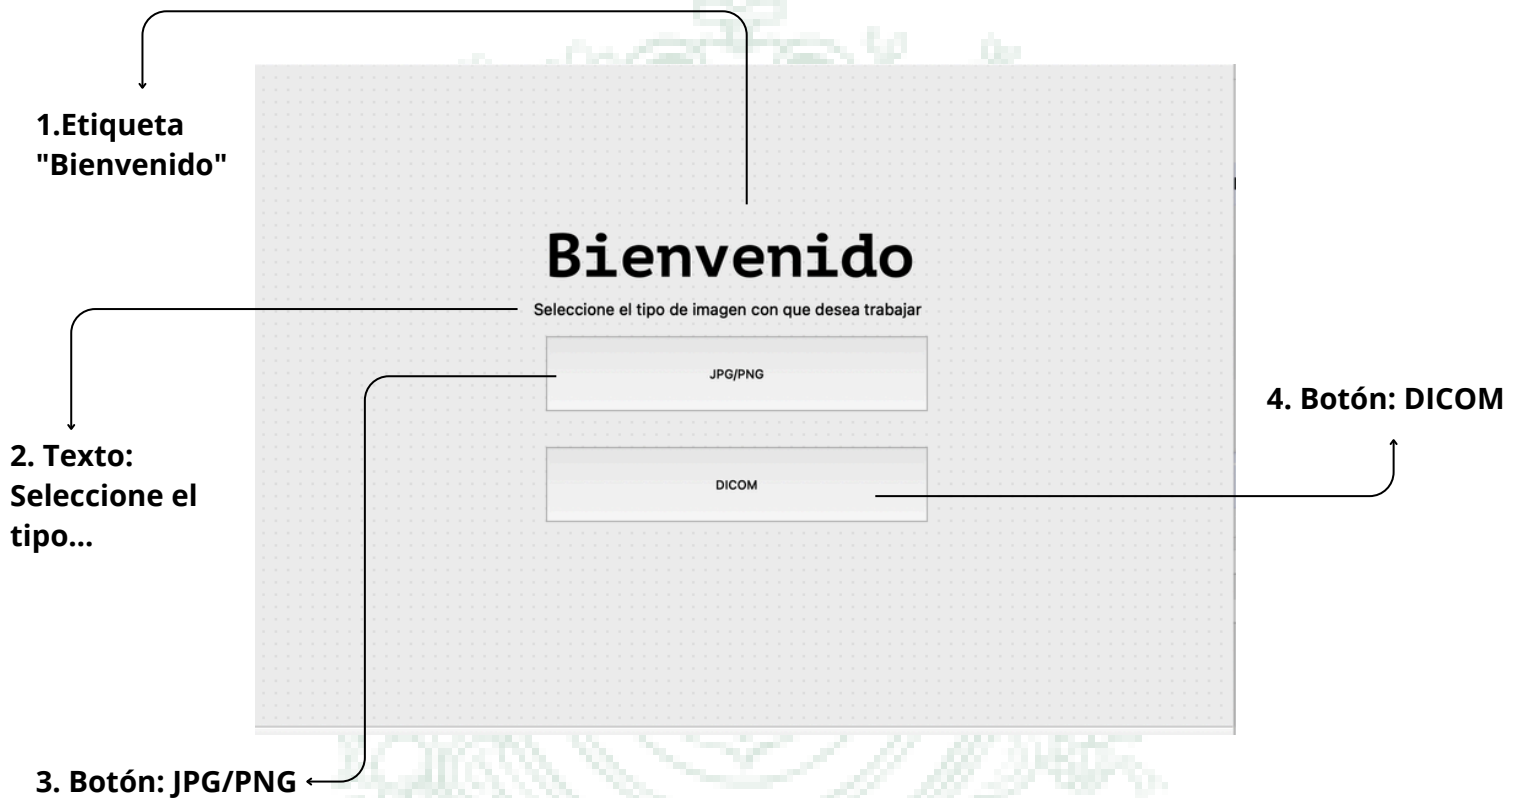 1.Etiqueta
"Bienvenido"
Bienvenido
Seleccione el tipo de imagen con que desea trabajar
JPG/PNG
4. Botón: DICOM
2. Texto:
Seleccione el
tipo...
DICOM
3. Botón: JPG/PNG